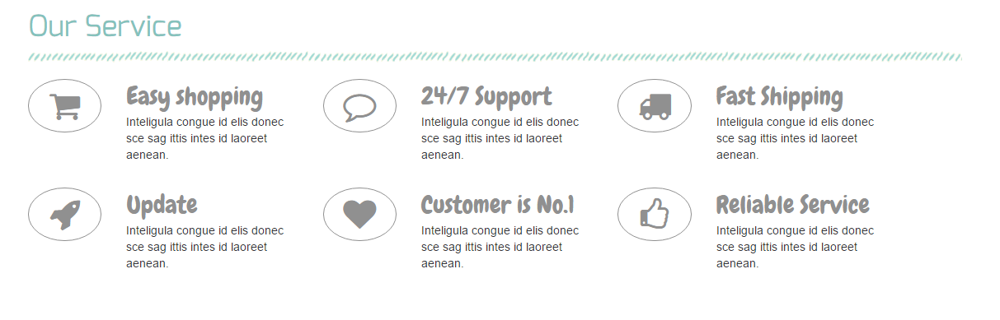 Our Service
Easy shopping
Inteligula congue id elis donec
sce sag ittis intes id laoreet
aenean.
24/7 Support
Inteligula congue id elis donec
sce sag ittis intes id laoreet
aenean.
Fast Shipping
Inteligula congue id elis donec
sce sag ittis intes id laoreet
aenean.
Update
Inteligula congue id elis donec
sce sag ittis intes id laoreet
aenean.
Customer is No.1
Inteligula congue id elis donec
sce sag ittis intes id laoreet
aenean.
Reliable Service
Inteligula congue id elis donec
sce sag ittis intes id laoreet
aenean.